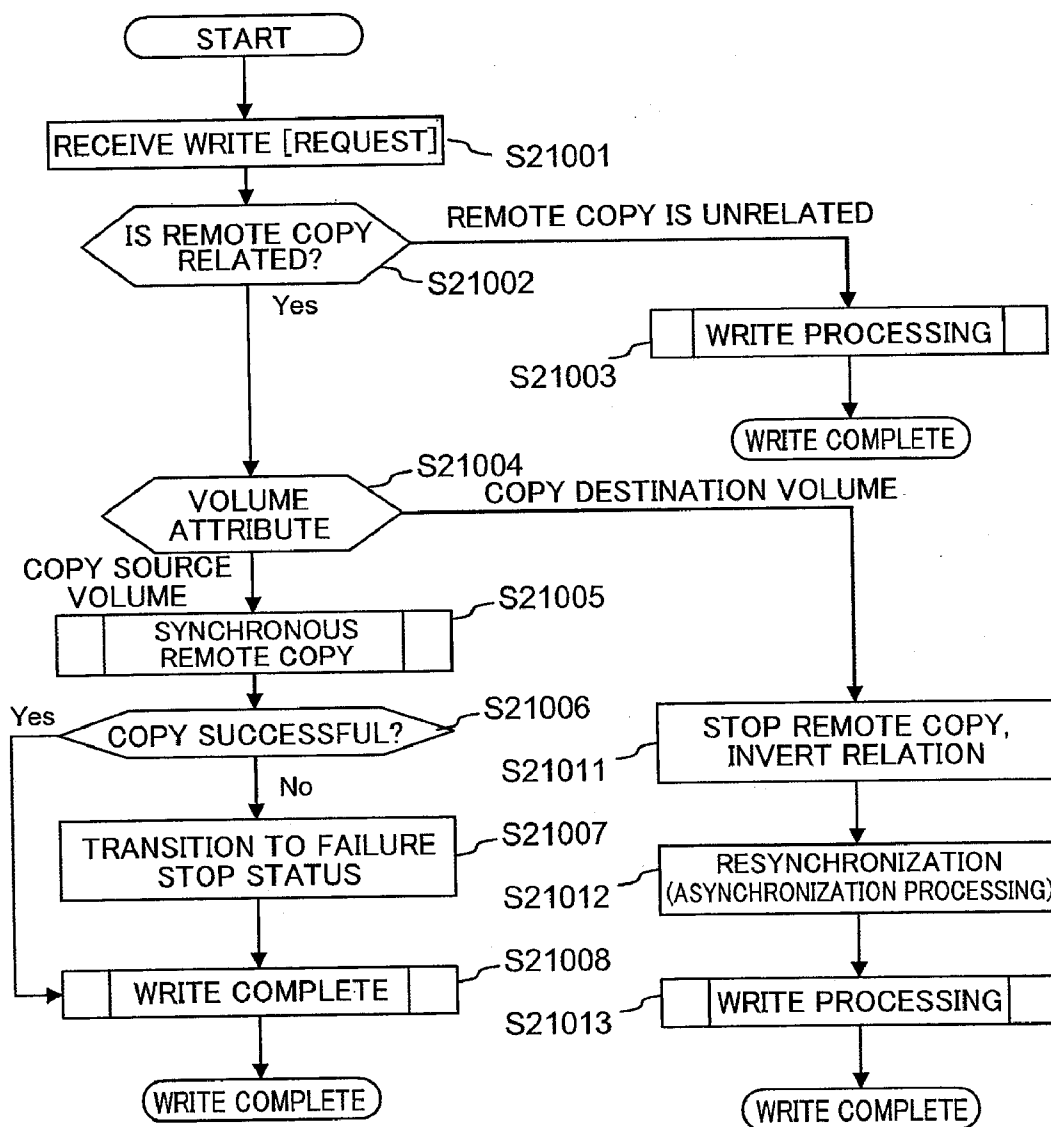 START
RECEIVE WRITE [REQUEST]
S21001
IS REMOTE COPY
RELATED?
S21002
REMOTE COPY IS UNRELATED
Yes
WRITE PROCESSING
S21003
WRITE COMPLETE
S21004
VOLUME
ATTRIBUTE
COPY DESTINATION VOLUME
COPY SOURCE
VOLUME
S21005
SYNCHRONOUS
REMOTE COPY
Yes
COPY SUCCESSFUL?
S21006
No
TRANSITION TO FAILURE
STOP STATUS
S21007
WRITE COMPLETE
S21008
WRITE COMPLETE
STOP REMOTE COPY,
INVERT RELATION
S21011
RESYNCHRONIZATION
(ASYNCHRONIZATION PROCESSING)
S21012
WRITE PROCESSING
S21013
WRITE COMPLETE